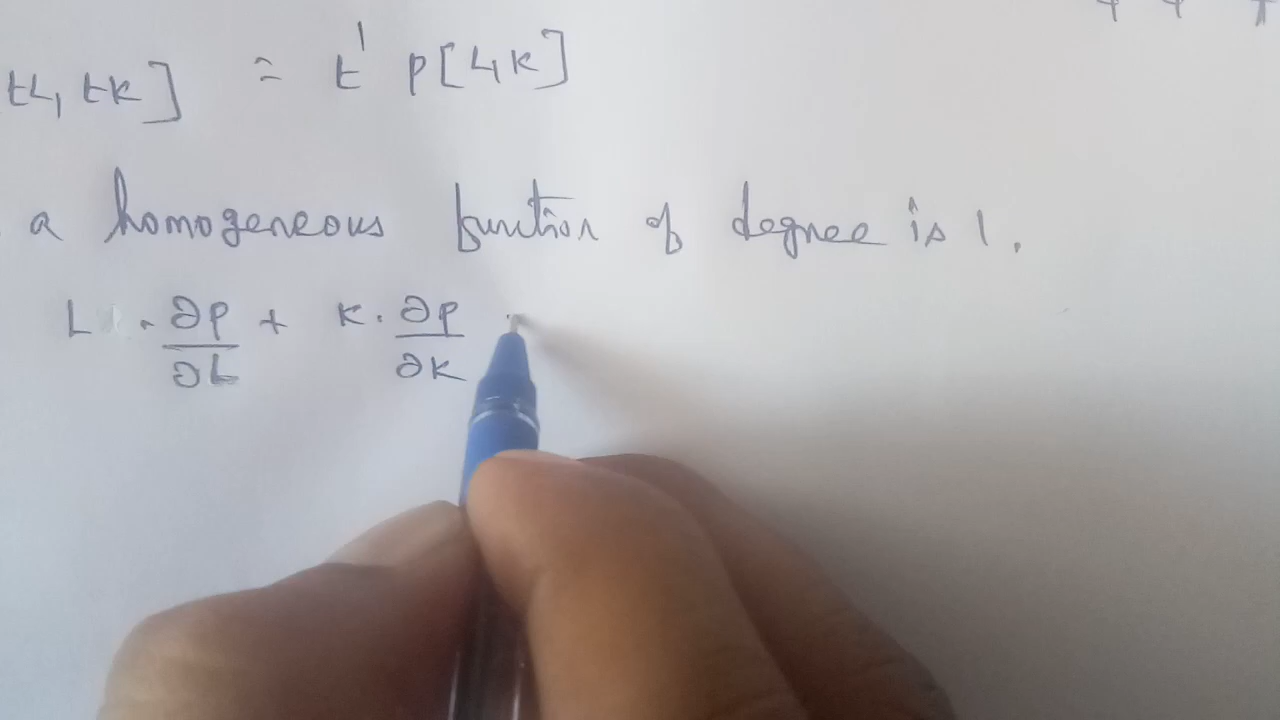 tL, tK] = t¹ p[L, K]
a homogeneous function of degree is 1.
L . ∂p/∂L + K. ∂p/∂K